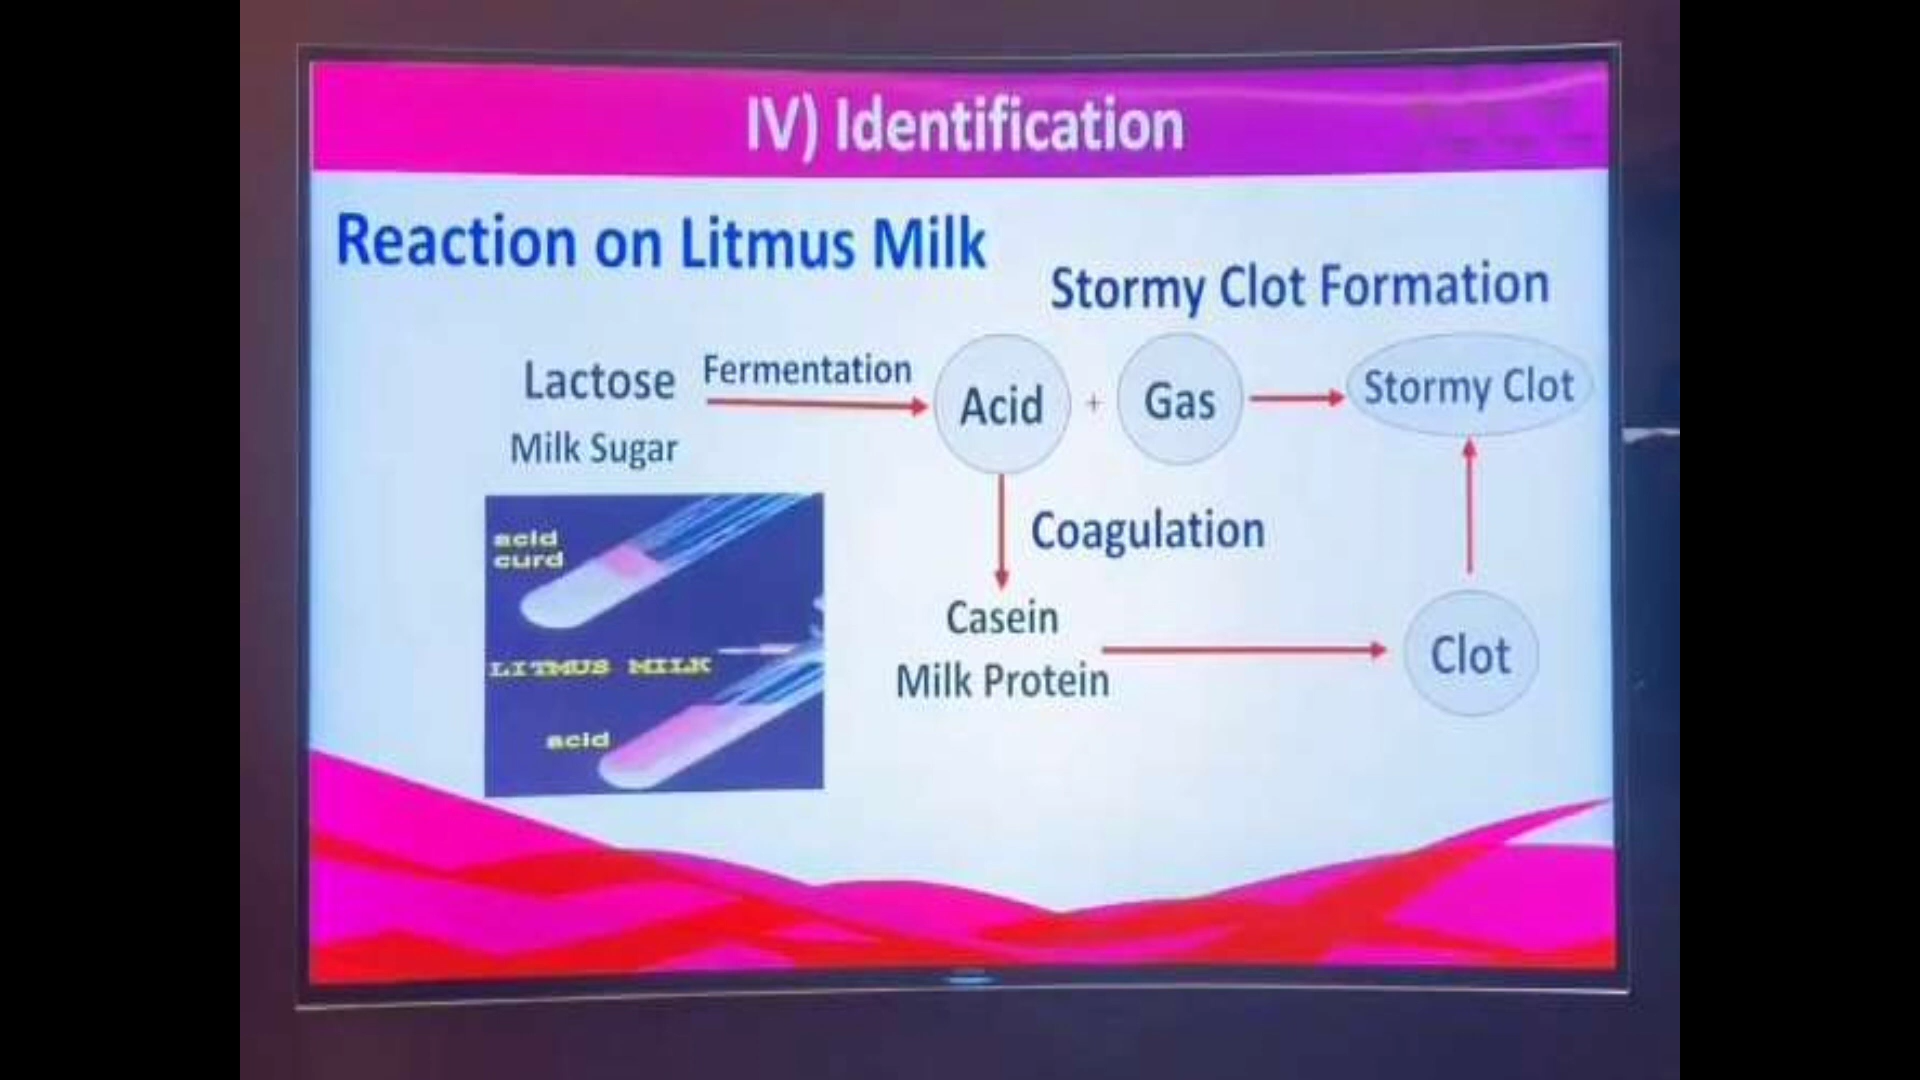 IV) Identification
Reaction on Litmus Milk
Stormy Clot Formation
Lactose
Fermentation
Acid
+
Gas
Stormy Clot
Milk Sugar
Coagulation
acid
curd
LITMUS MILK
acid
Casein
Milk Protein
Clot